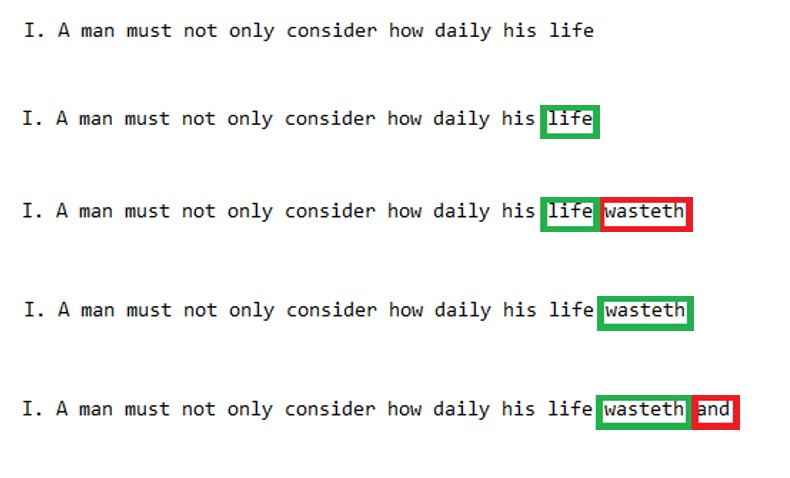 I. A man must not only consider how daily his life
I. A man must not only consider how daily his life
I. A man must not only consider how daily his life wasteth
I. A man must not only consider how daily his life wasteth
I. A man must not only consider how daily his life wasteth and